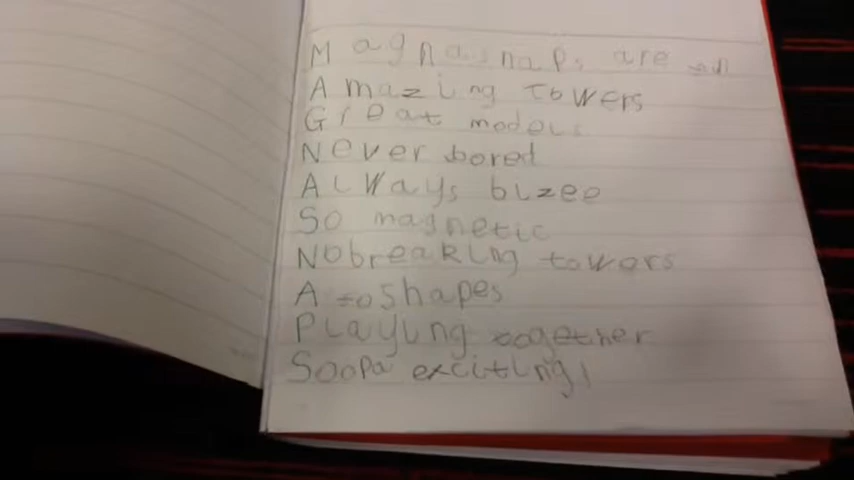 Magnasnaps are
Amazing towers
Great models
Never bored
ALWays bizee
So magnetic
Nobreaking towers
A shapes
Playing together
Soopa exciting!